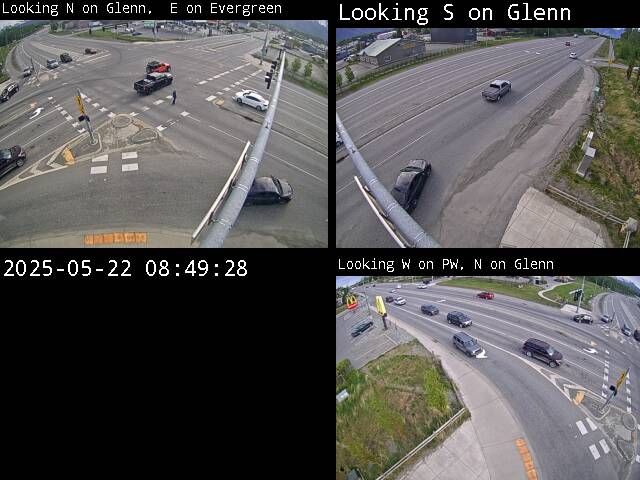 Looking N on Glenn,  E on Evergreen
Looking S on Glenn
2025-05-22 08:49:28
Looking W on PW, N on Glenn